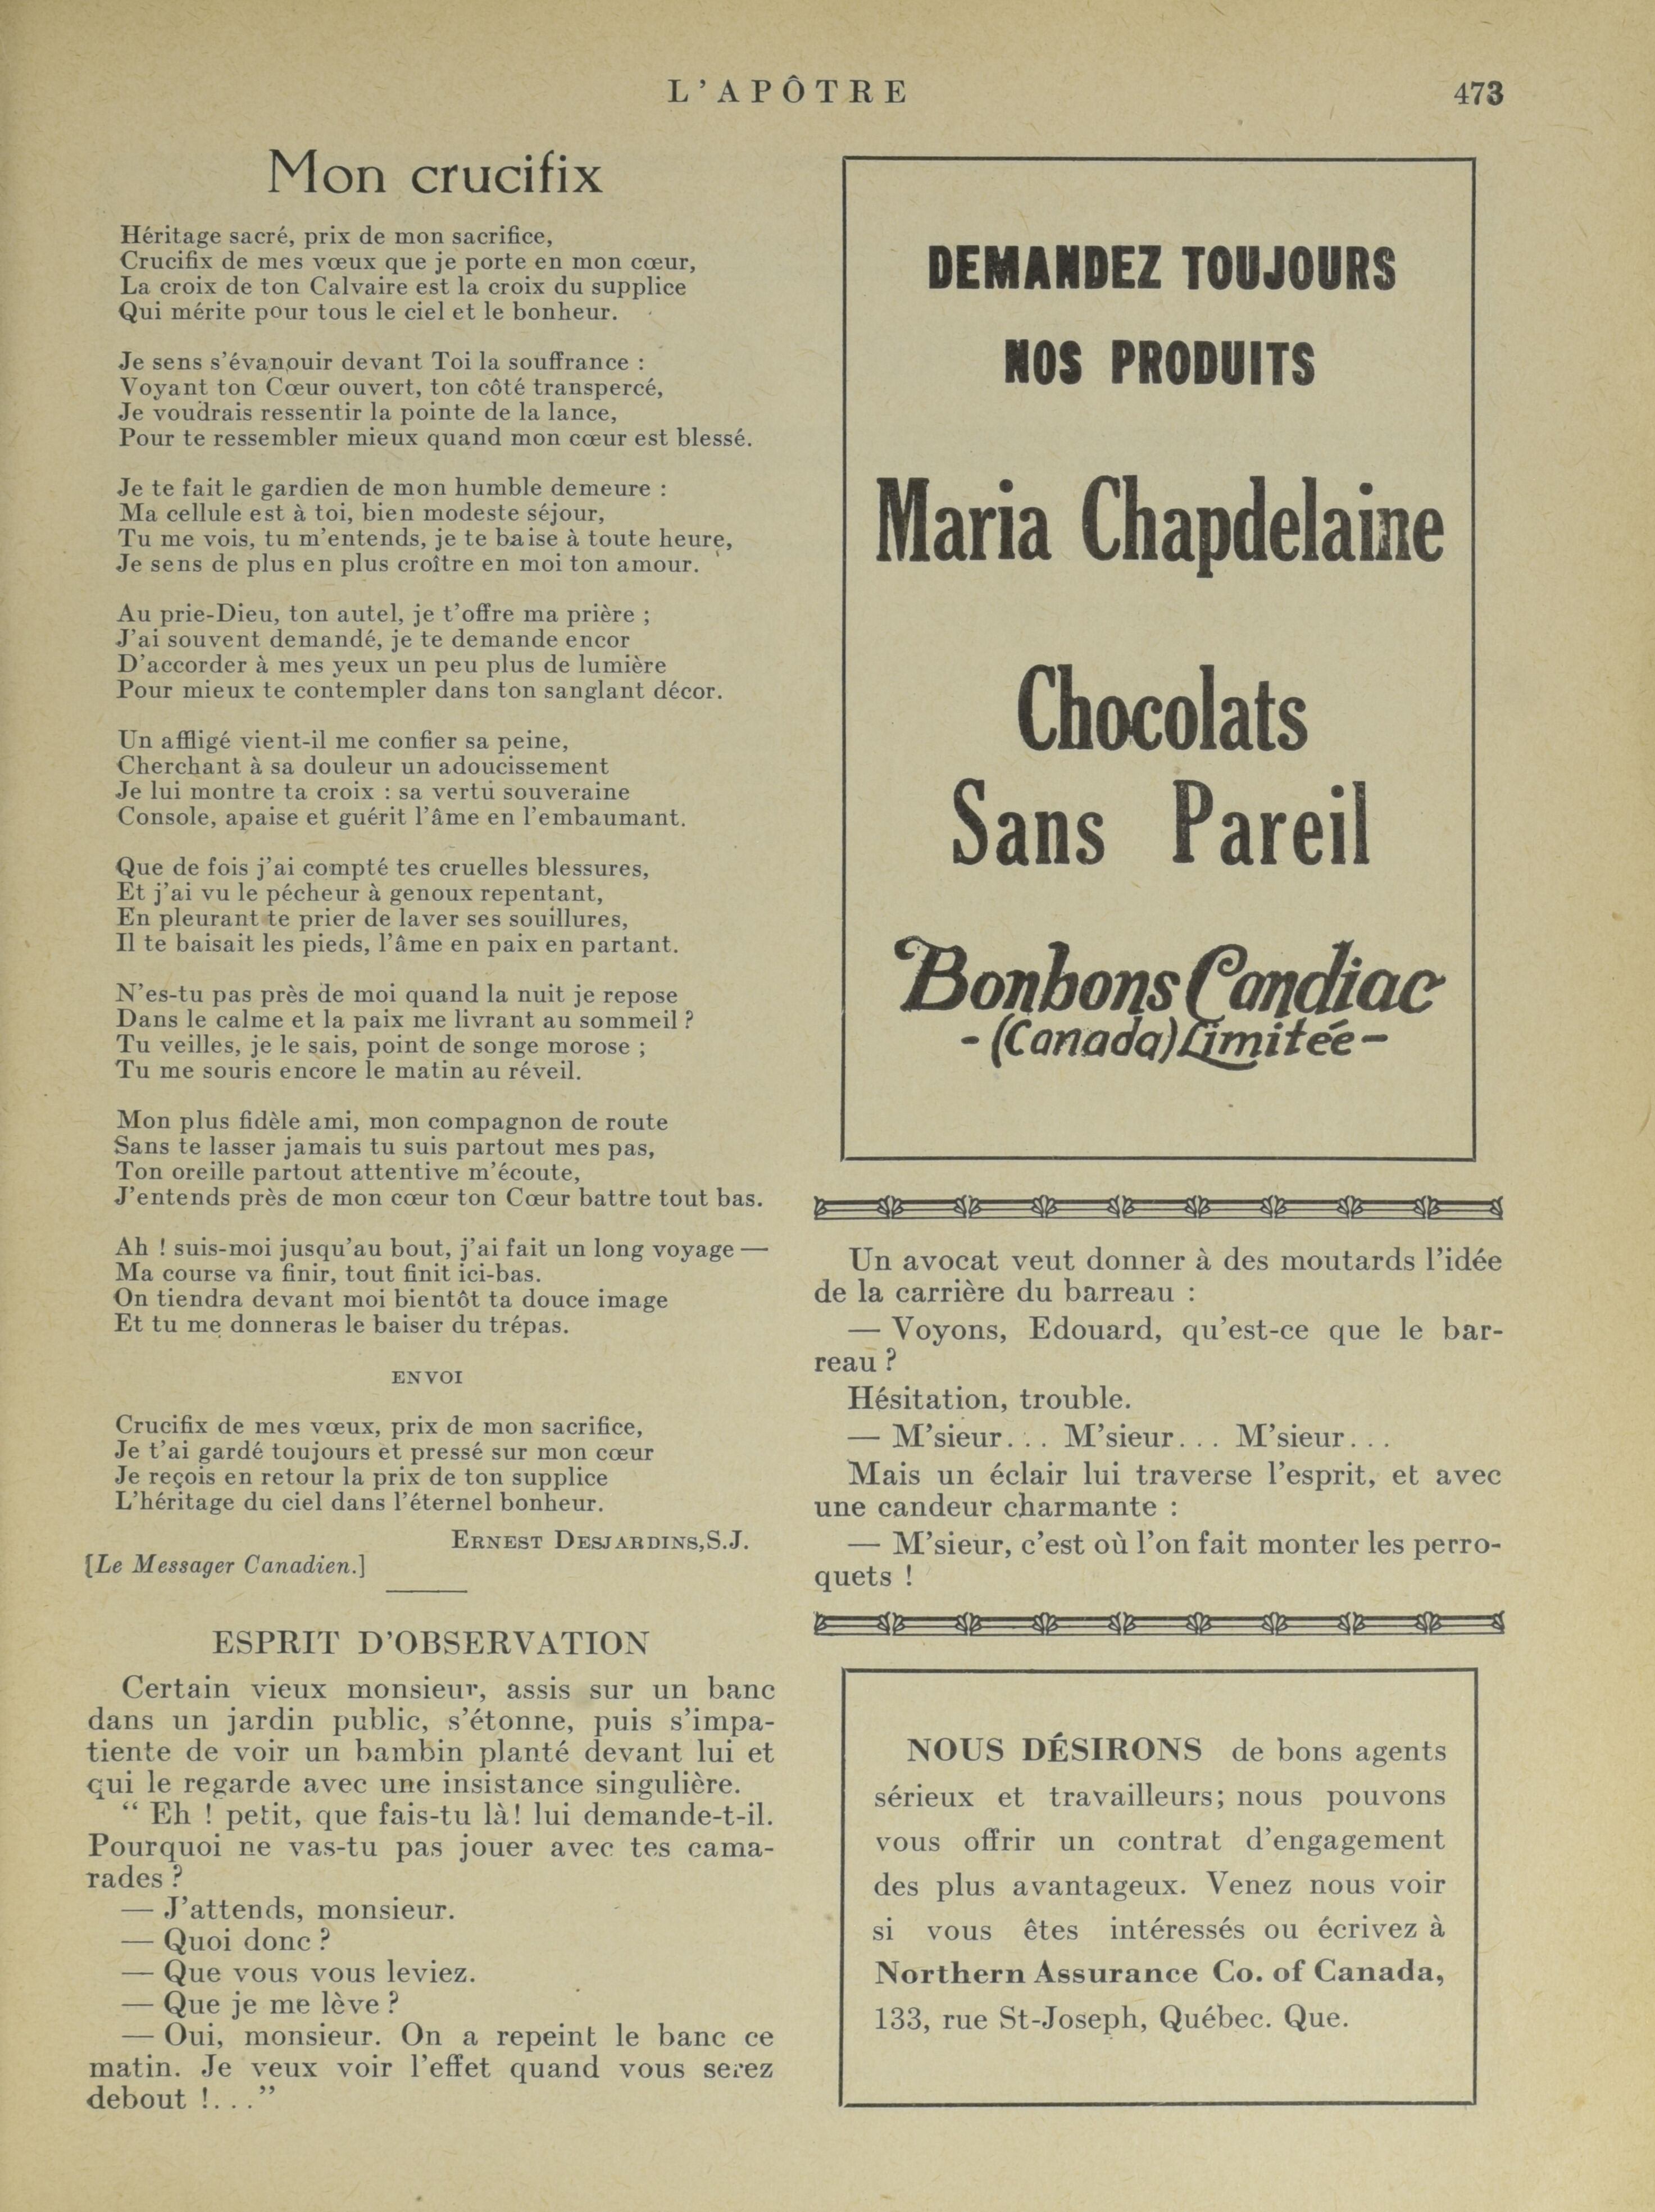 L'APÔTRE
473
Mon crucifix
Héritage sacré, prix de mon sacrifice,
Crucifix de mes vœux que je porte en mon cœur,
La croix de ton Calvaire est la croix du supplice
Qui mérite pour tous le ciel et le bonheur.
Je sens s'évanouir devant Toi la souffrance :
Voyant ton Cœur ouvert, ton côté transpercé,
Je voudrais ressentir la pointe de la lance,
Pour te ressembler mieux quand mon cœur est blessé.
Je te fait le gardien de mon humble demeure :
Ma cellule est à toi, bien modeste séjour,
Tu me vois, tu m'entends, je te baise à toute heure,
Je sens de plus en plus croître en moi ton amour.
Au prie-Dieu, ton autel, je t'offre ma prière ;
J'ai souvent demandé, je te demande encor
D'accorder à mes yeux un peu plus de lumière
Pour mieux te contempler dans ton sanglant décor.
Un affligé vient-il me confier sa peine,
Cherchant à sa douleur un adoucissement
Je lui montre ta croix : sa vertu souveraine
Console, apaise et guérit l'âme en l'embaumant.
Que de fois j'ai compté tes cruelles blessures,
Et j'ai vu le pécheur à genoux repentant,
En pleurant te prier de laver ses souillures,
Il te baisait les pieds, l'âme en paix en partant.
N'es-tu pas près de moi quand la nuit je repose
Dans le calme et la paix me livrant au sommeil ?
Tu veilles, je le sais, point de songe morose ;
Tu me souris encore le matin au réveil.
Mon plus fidèle ami, mon compagnon de route
Sans te lasser jamais tu suis partout mes pas,
Ton oreille partout attentive m'écoute,
J'entends près de mon cœur ton Cœur battre tout bas.
Ah ! suis-moi jusqu'au bout, j'ai fait un long voyage —
Ma course va finir, tout finit ici-bas.
On tiendra devant moi bientôt ta douce image
Et tu me donneras le baiser du trépas.
ENVOI
Crucifix de mes vœux, prix de mon sacrifice,
Je t'ai gardé toujours et pressé sur mon cœur
Je reçois en retour la prix de ton supplice
L'héritage du ciel dans l'éternel bonheur.
ERNEST DESJARDINS, S.J.
[Le Messager Canadien.]
ESPRIT D'OBSERVATION
Certain vieux monsieur, assis sur un banc
dans un jardin public, s'étonne, puis s'impa-
tiente de voir un bambin planté devant lui et
qui le regarde avec une insistance singulière.
“ Eh ! petit, que fais-tu là! lui demande-t-il.
Pourquoi ne vas-tu pas jouer avec tes cama-
rades ?
— J'attends, monsieur.
— Quoi donc ?
— Que vous vous leviez.
— Que je me lève ?
— Oui, monsieur. On a repeint le banc ce
matin. Je veux voir l'effet quand vous serez
debout !. . .”
DEMANDEZ TOUJOURS
NOS PRODUITS
Maria Chapdelaine
Chocolats
Sans Pareil
Bonbons Candiac
- (Canada) Limitée -
Un avocat veut donner à des moutards l'idée
de la carrière du barreau :
— Voyons, Edouard, qu'est-ce que le bar-
reau ?
Hésitation, trouble.
— M'sieur. . . M'sieur. . . M'sieur. . .
Mais un éclair lui traverse l'esprit, et avec
une candeur charmante :
— M'sieur, c'est où l'on fait monter les perro-
quets !
NOUS DÉSIRONS de bons agents
sérieux et travailleurs; nous pouvons
vous offrir un contrat d'engagement
des plus avantageux. Venez nous voir
si vous êtes intéressés ou écrivez à
Northern Assurance Co. of Canada,
133, rue St-Joseph, Québec. Que.